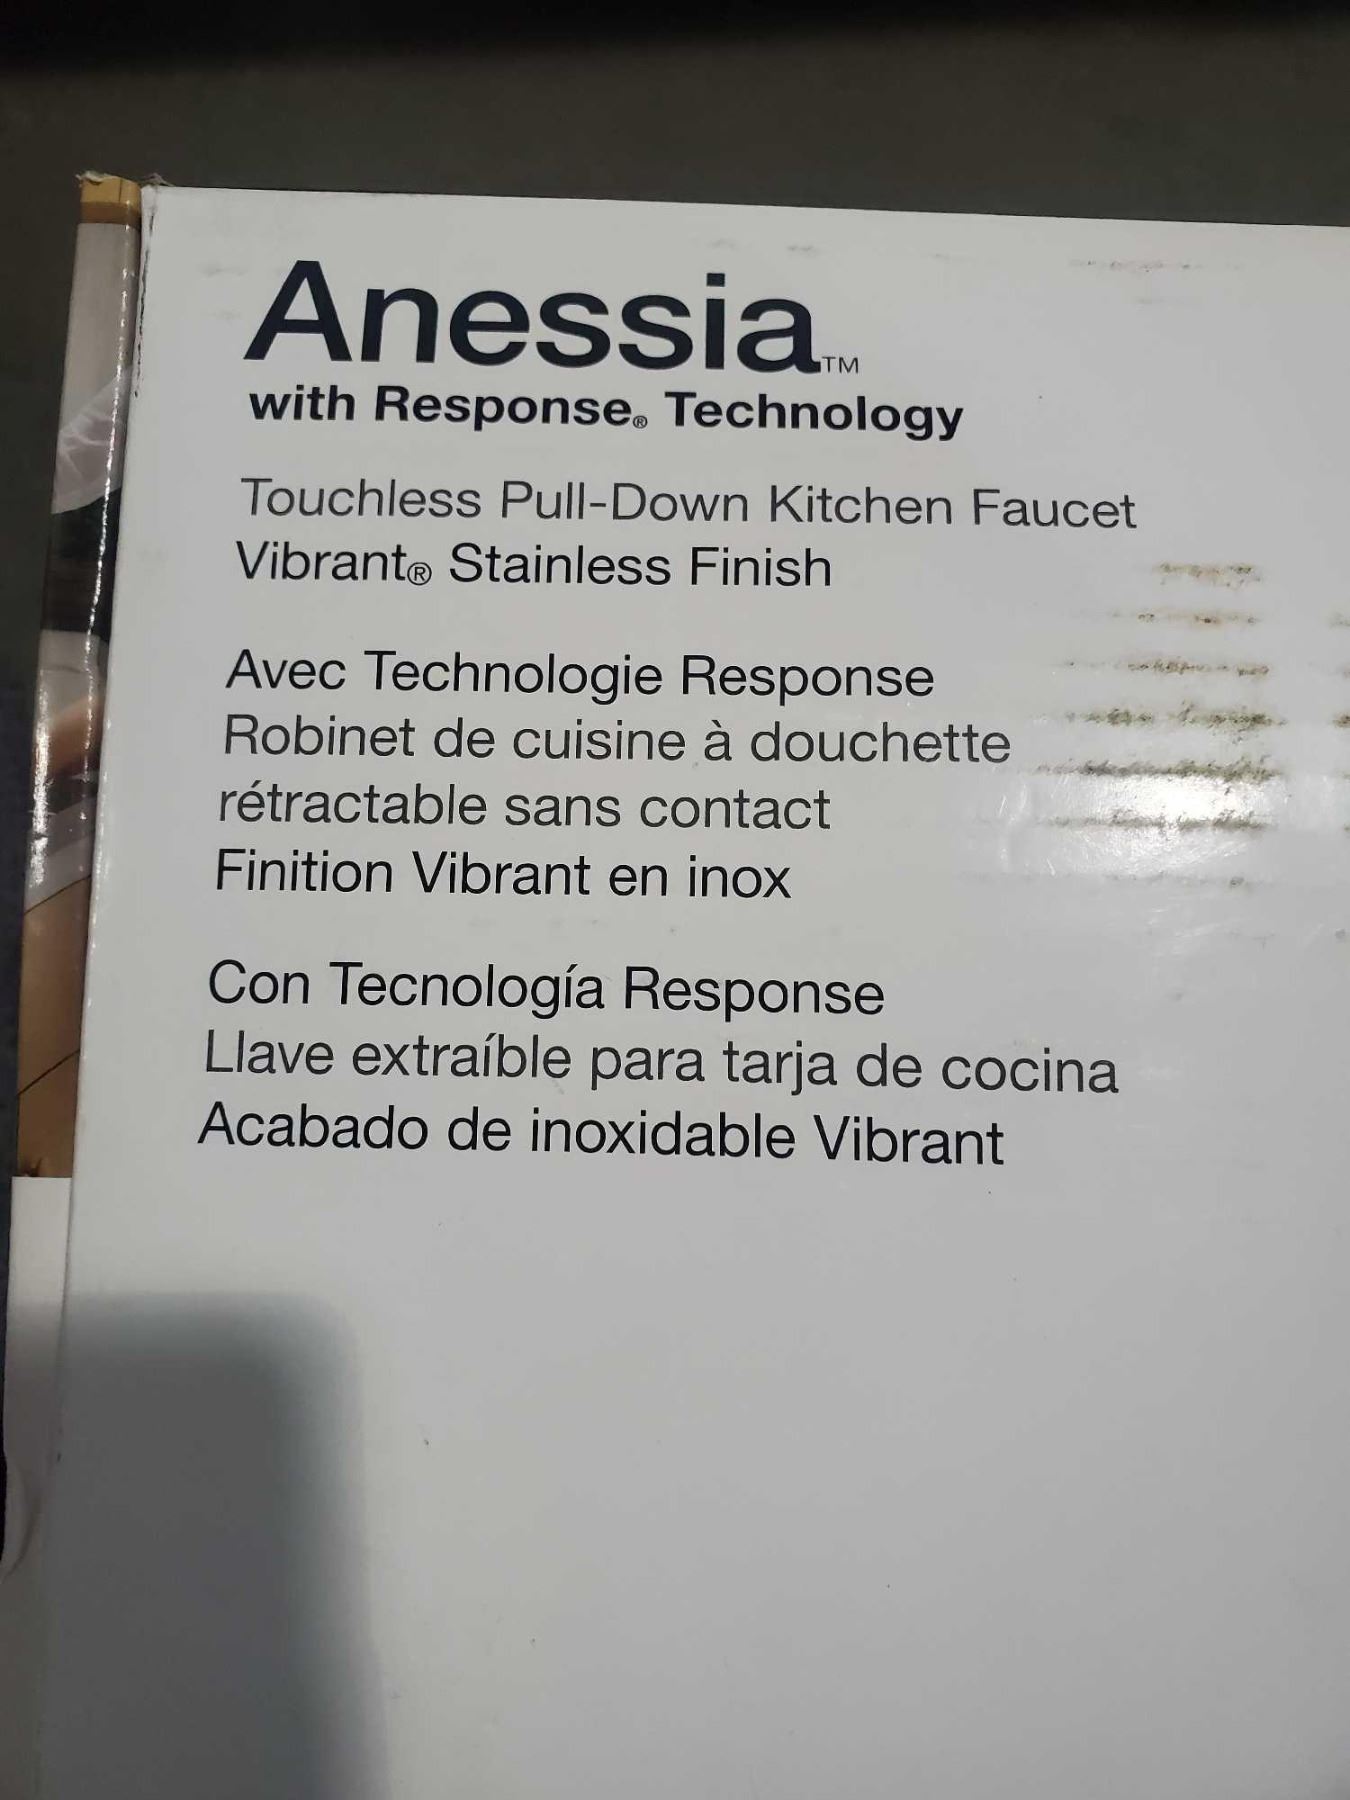 Anessia™
with Response® Technology
Touchless Pull-Down Kitchen Faucet
Vibrant® Stainless Finish
Avec Technologie Response
Robinet de cuisine à douchette
rétractable sans contact
Finition Vibrant en inox
Con Tecnología Response
Llave extraíble para tarja de cocina
Acabado de inoxidable Vibrant